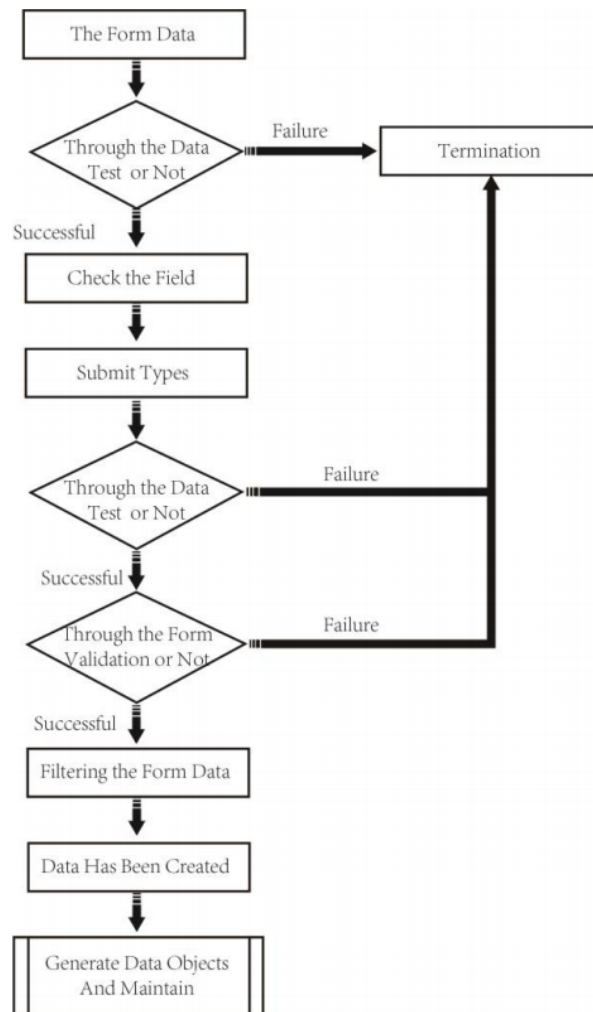 The Form Data
Failure
Through the Data
Test or Not
Termination
Successful
Check the Field
Submit Types
Failure
Through the Data
Test or Not
Successful
Failure
Through the Form
Validation or Not
Successful
Filtering the Form Data
Data Has Been Created
Generate Data Objects
And Maintain